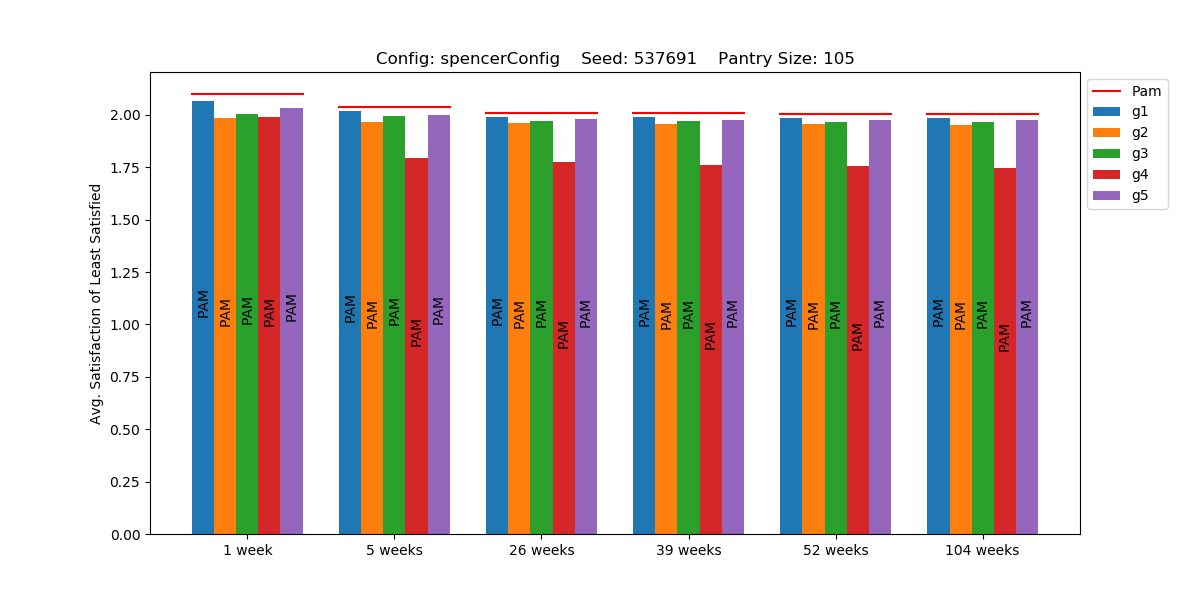 Config: spencerConfig    Seed: 537691    Pantry Size: 105
Avg. Satisfaction of Least Satisfied
2.00
1.75
1.50
1.25
1.00
0.75
0.50
0.25
0.00
PAM PAM PAM PAM PAM
PAM PAM PAM PAM PAM
PAM PAM PAM PAM PAM
PAM PAM PAM PAM PAM
PAM PAM PAM PAM PAM
PAM PAM PAM PAM PAM
1 week 5 weeks 26 weeks 39 weeks 52 weeks 104 weeks
Pam
g1
g2
g3
g4
g5